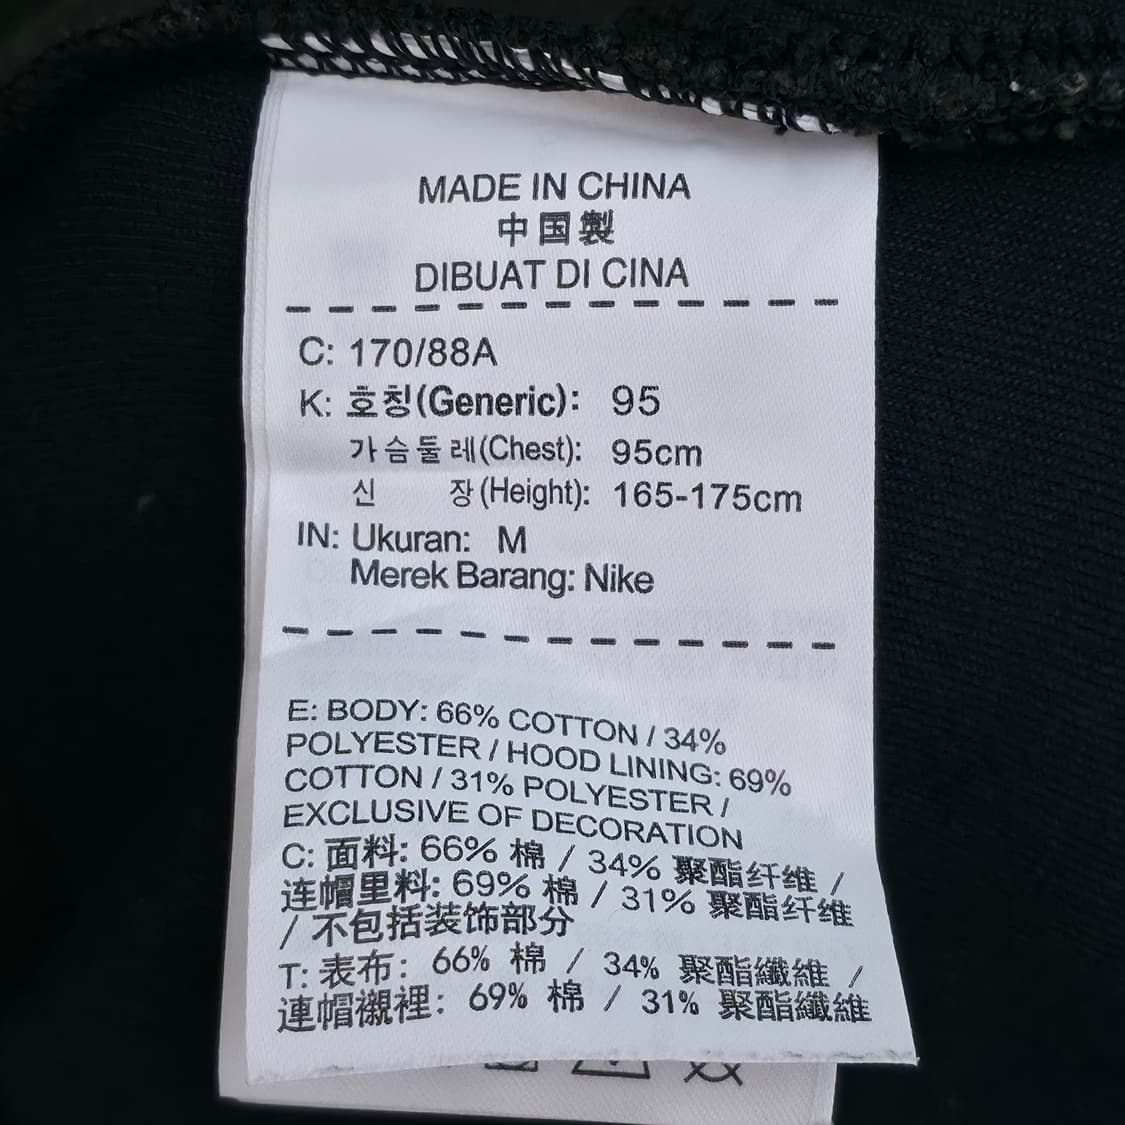 MADE IN CHINA
中国製
DIBUAT DI CINA
C: 170/88A
K: 호칭(Generic): 95
가슴둘레(Chest): 95cm
신 장(Height): 165-175cm
IN: Ukuran: M
Merek Barang: Nike
E: BODY: 66% COTTON / 34%
POLYESTER / HOOD LINING: 69%
COTTON / 31% POLYESTER /
EXCLUSIVE OF DECORATION
C: 面料: 66% 棉 / 34% 聚酯纤维 /
连帽里料: 69% 棉 / 31% 聚酯纤维
/ 不包括装饰部分
T: 表布: 66% 棉 / 34% 聚酯纖維 /
連帽襯裡: 69% 棉 / 31% 聚酯纖維